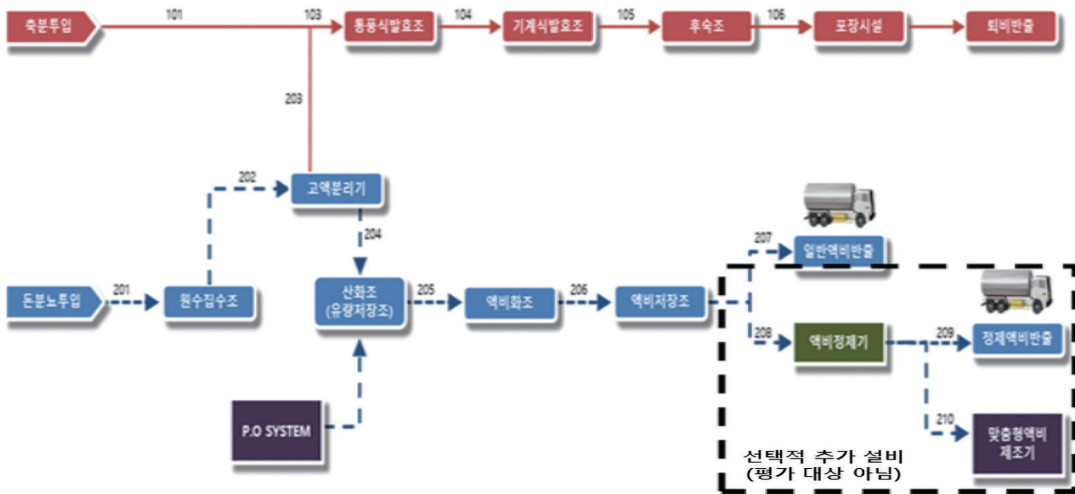 축분투입
101
103
통풍식발효조
104
기계식발효조
105
후숙조
106
포장시설
퇴비반출
203
202
고액분리기
204
207
일반액비반출
돈분뇨투입
201
원수집수조
산화조
(유량저장조)
205
액비화조
206
액비저장조
208
액비정제기
209
정제액비반출
P.O SYSTEM
210
맞춤형액비
제조기
선택적 추가 설비
(평가 대상 아님)